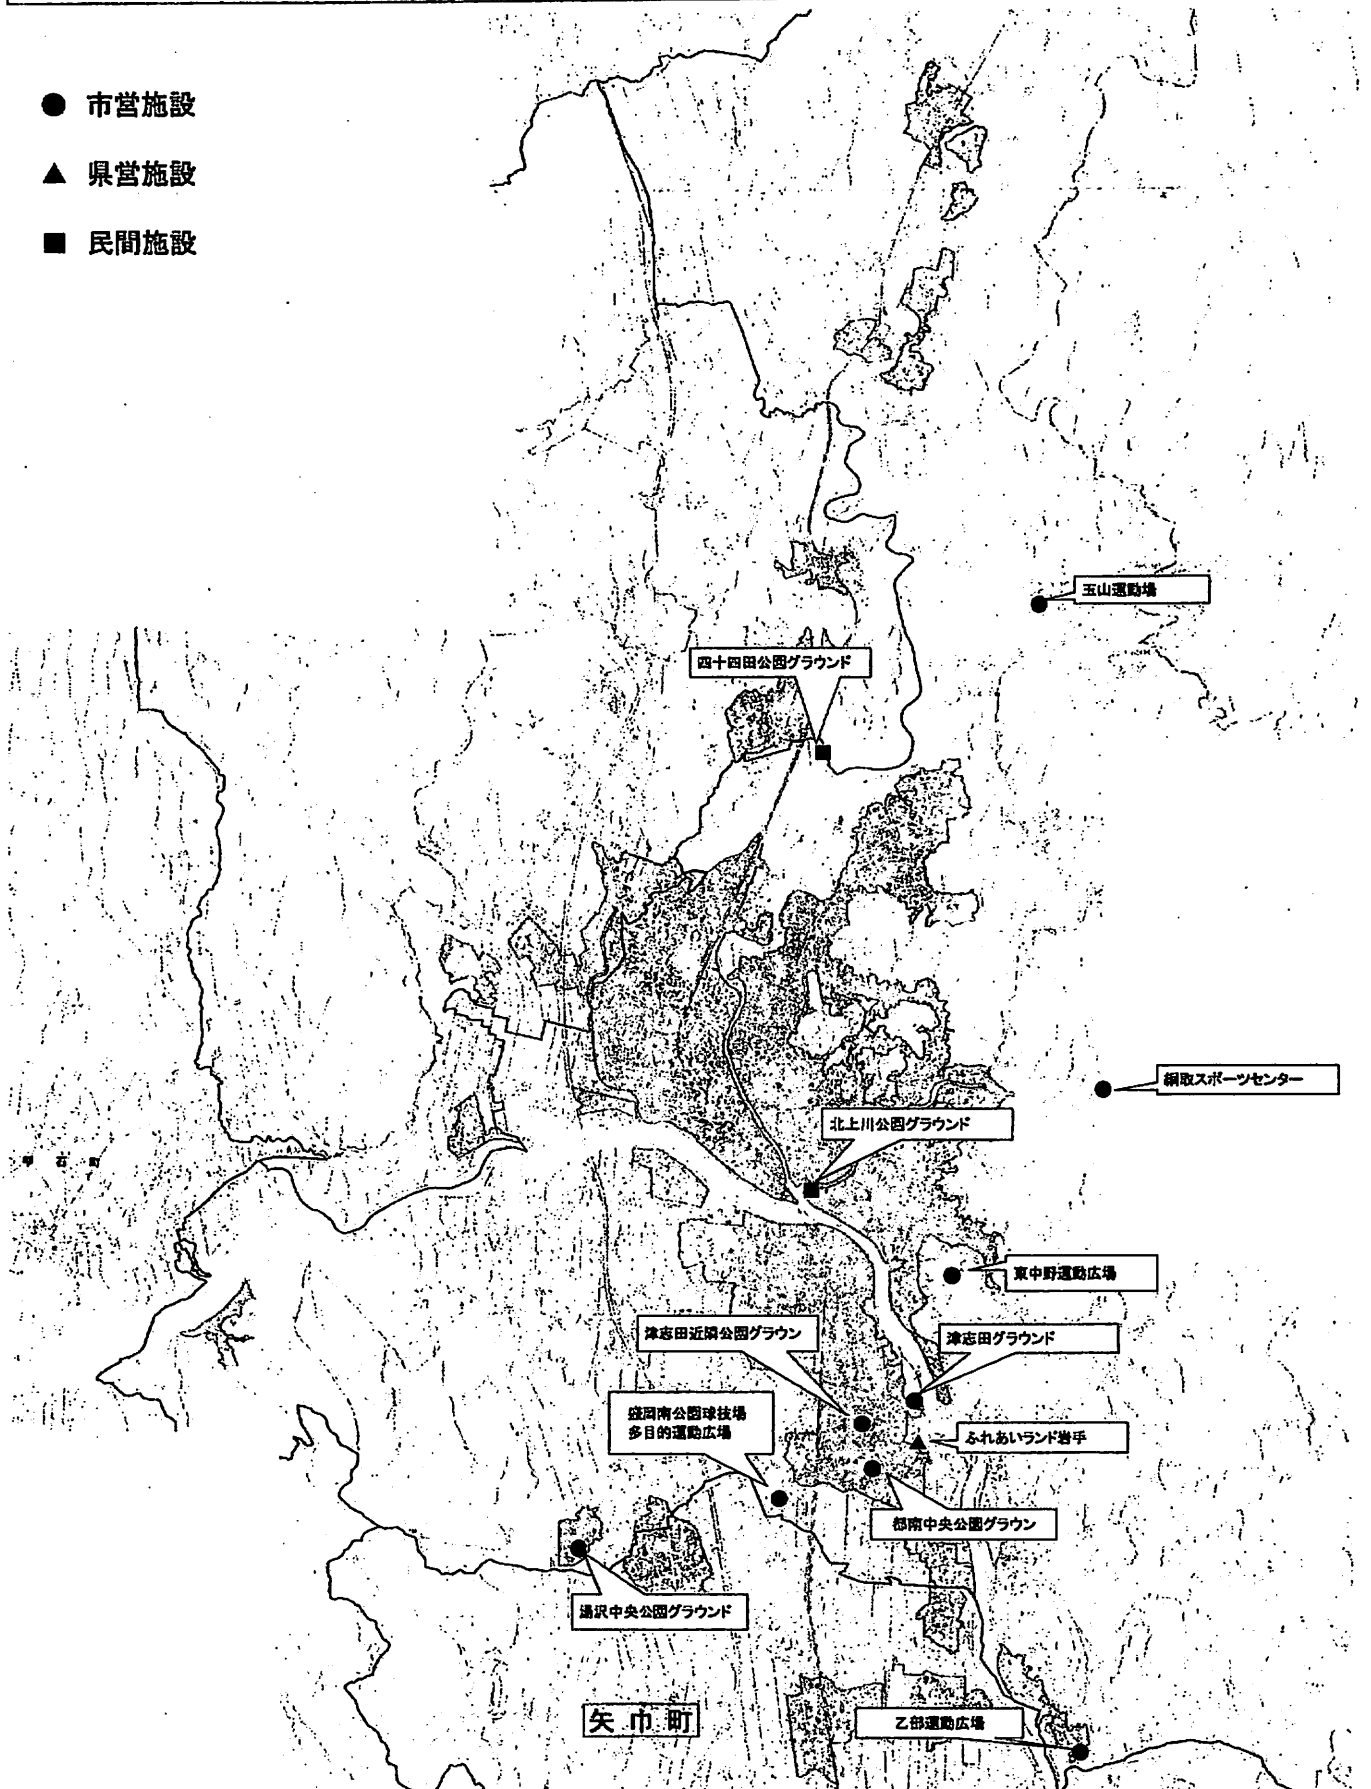 ● 市営施設
▲ 県営施設
■ 民間施設
玉山運動場
四十四田公園グラウンド
綱取スポーツセンター
北上川公園グラウンド
雫石町
東中野運動広場
津志田近隣公園グラウン
津志田グラウンド
盛岡南公園球技場
多目的運動広場
ふれあいランド岩手
都南中央公園グラウン
湯沢中央公園グラウンド
矢巾町
乙部運動広場